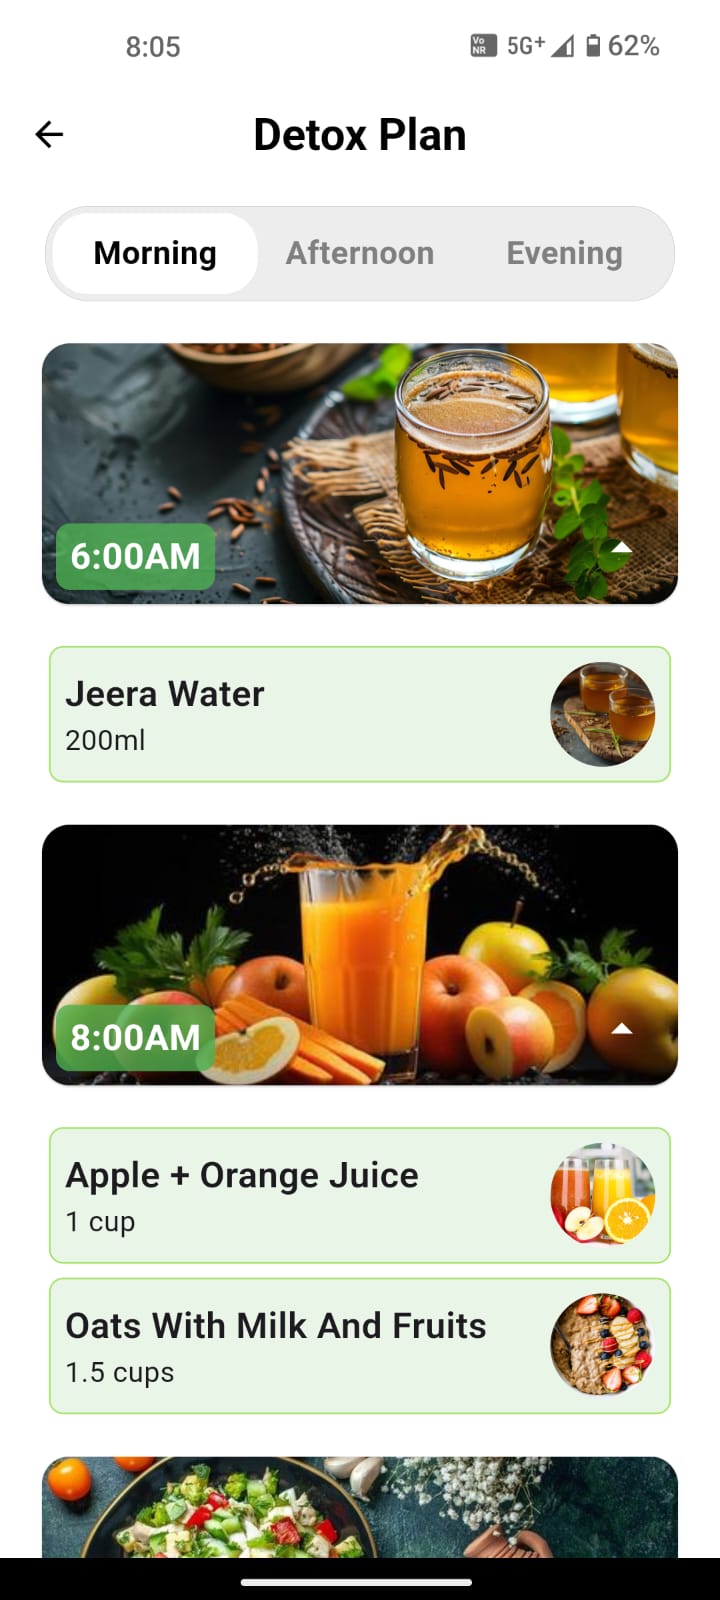 8:05
Vo
NR
5G+
62%
Detox Plan
Morning
Afternoon
Evening
6:00AM
Jeera Water
200ml
8:00AM
Apple + Orange Juice
1 cup
Oats With Milk And Fruits
1.5 cups